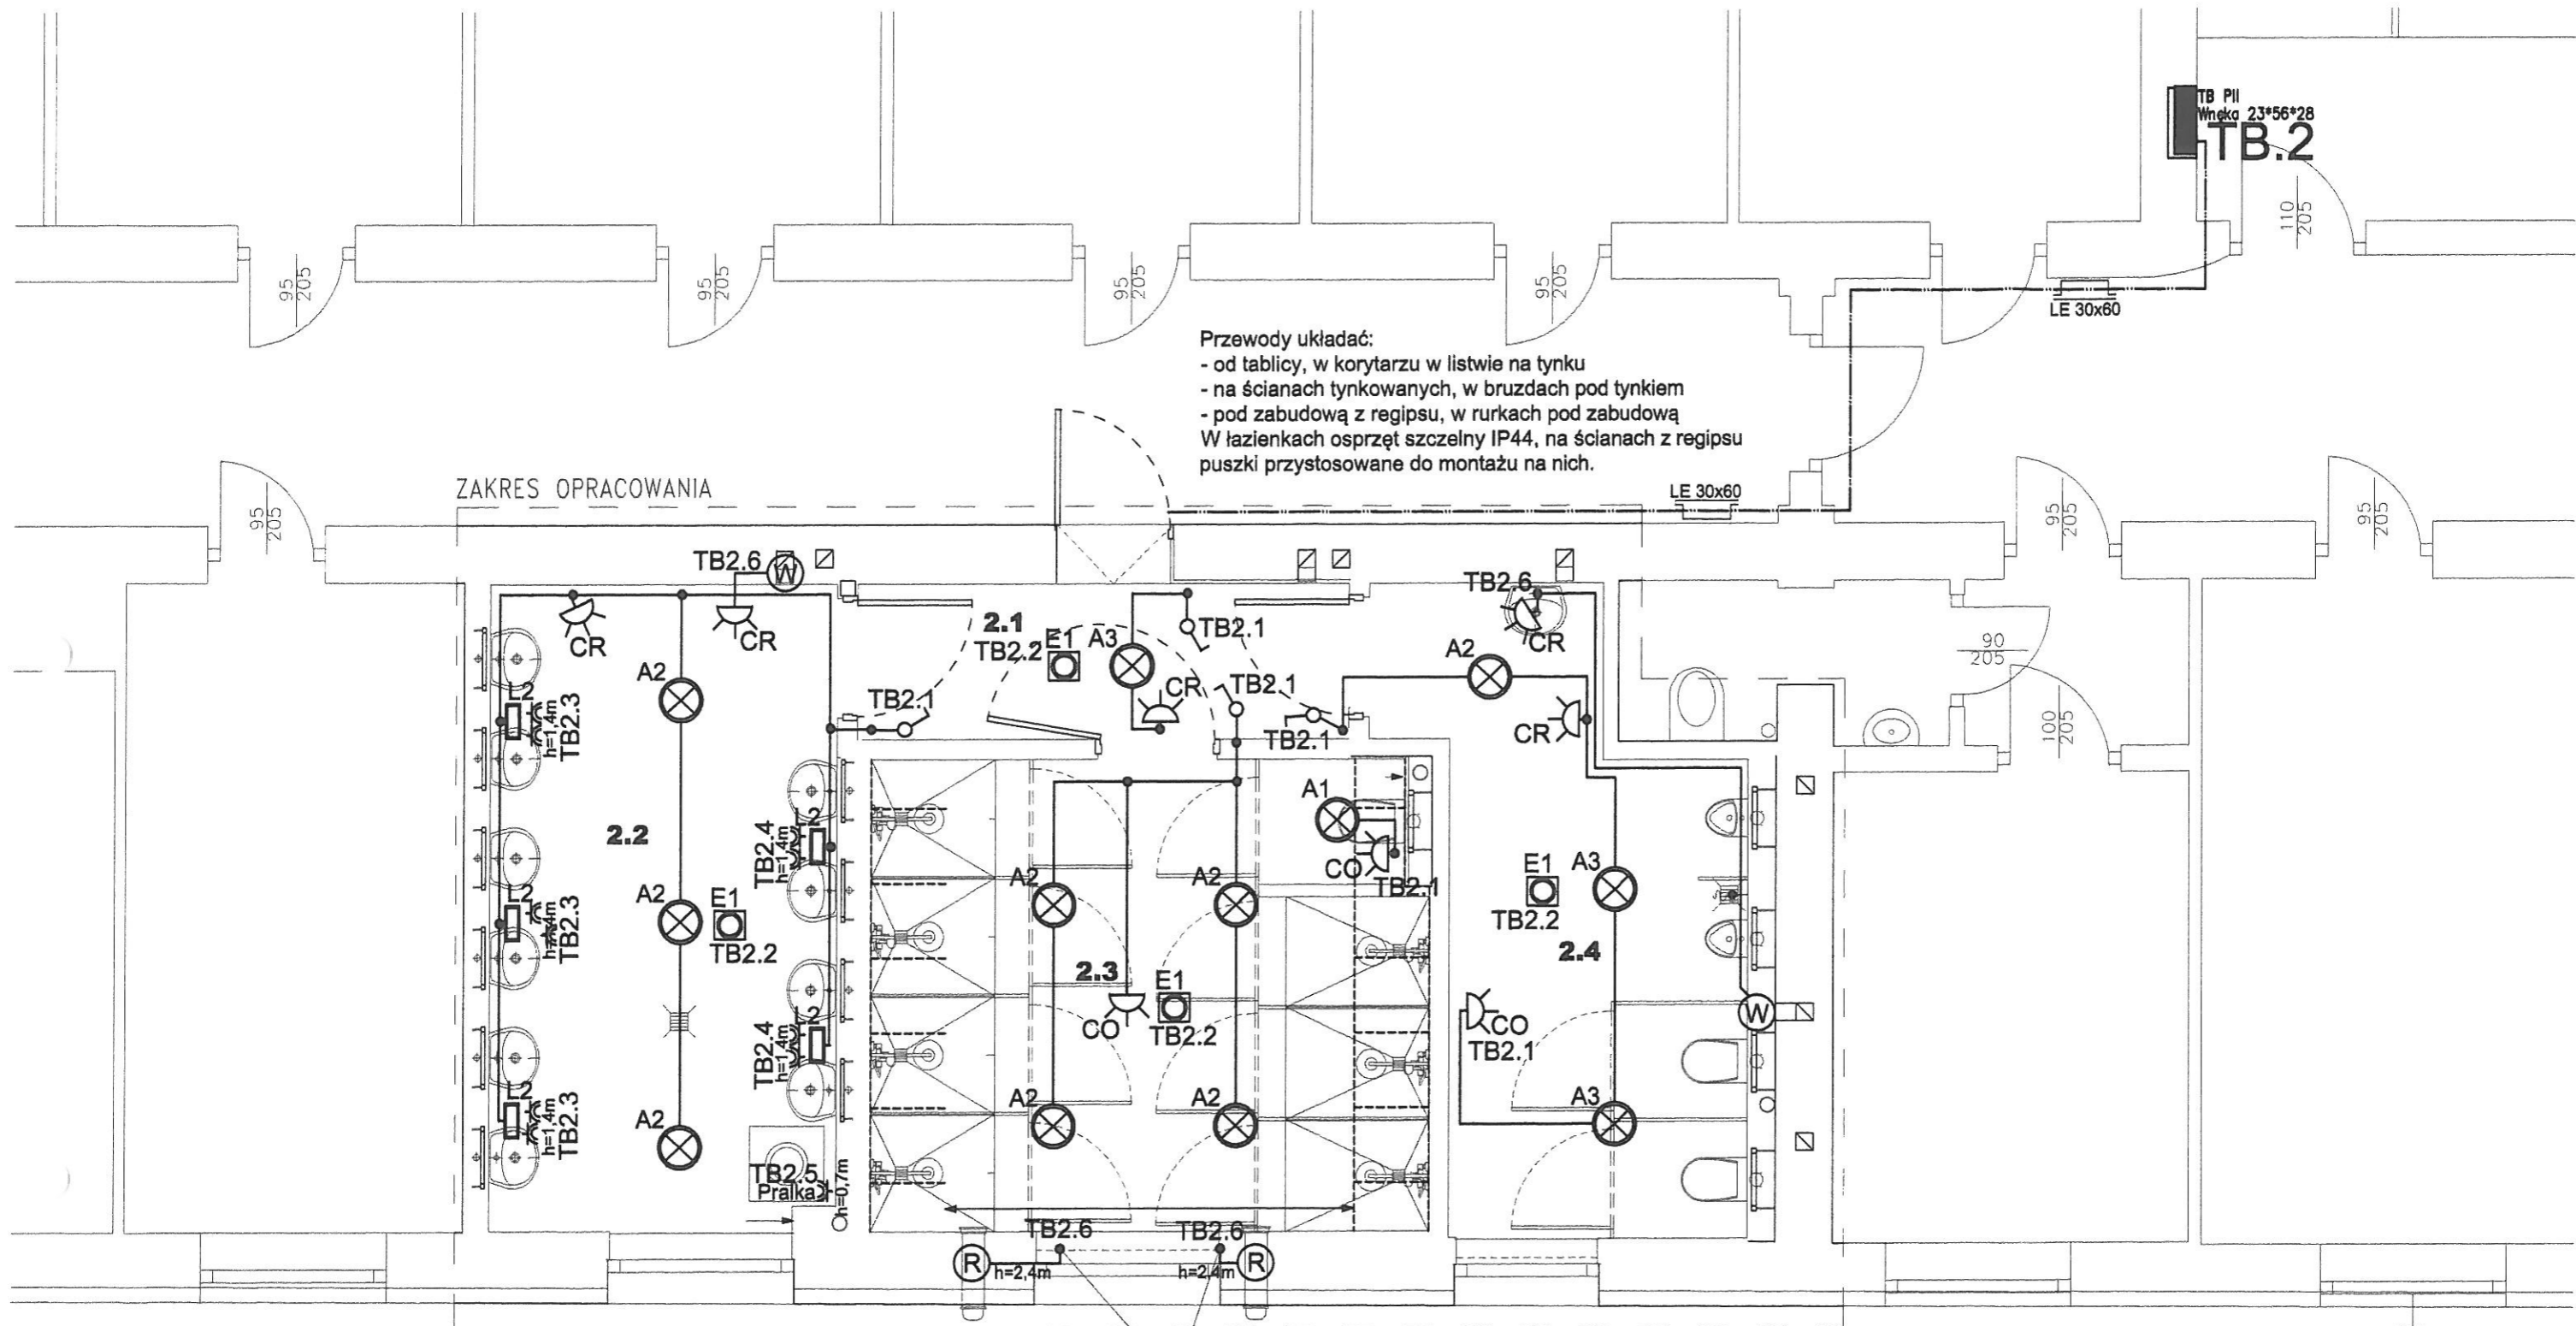 TB PII
Wnęka 23*56*28
TB.2
110
205
95
205
95
205
95
205
95
205
LE 30x60
Przewody układać:
- od tablicy, w korytarzu w listwie na tynku
- na ścianach tynkowanych, w bruzdach pod tynkiem
- pod zabudową z regipsu, w rurkach pod zabudową
W łazienkach osprzęt szczelny IP44, na ścianach z regipsu
puszki przystosowane do montażu na nich.
ZAKRES OPRACOWANIA
LE 30x60
95
205
95
205
95
205
TB2.6
W
CR
CR
2.1
TB2.2
E1
A3
TB2.1
CR
TB2.1
TB2.1
TB2.1
TB2.6
CR
A2
CR
90
205
100
205
A2
L2
h=1,4m
TB2.3
2.2
L2
TB2.4
h=1,4m
A2
E1
TB2.2
L2
TB2.3
A1
CO
TB2.1
A2
A2
E1
TB2.2
A3
2.4
2.3
E1
TB2.2
CO
CO
TB2.1
W
L2
TB2.4
h=1,4m
L2
h=1,4m
TB2.3
A2
A2
A2
A3
TB2.5
Pralka
h=0,7m
TB2.6
TB2.6
R
h=2,4m
h=2,4m
R